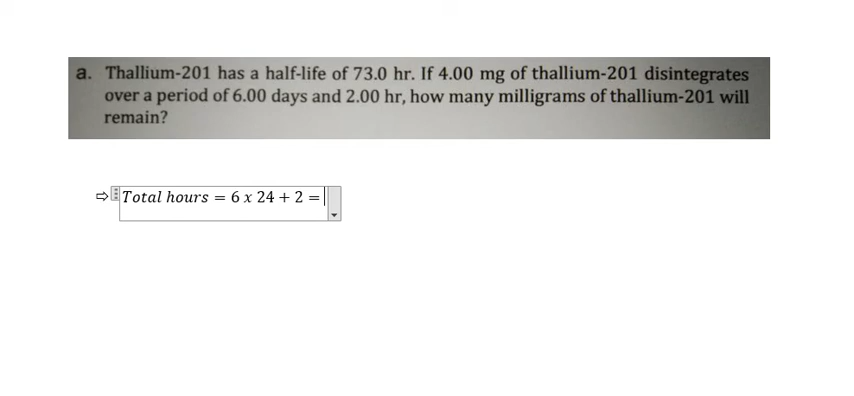 a. Thallium-201 has a half-life of 73.0 hr. If 4.00 mg of thallium-201 disintegrates
over a period of 6.00 days and 2.00 hr, how many milligrams of thallium-201 will
remain?
⇨ Total hours = 6 x 24 + 2 =